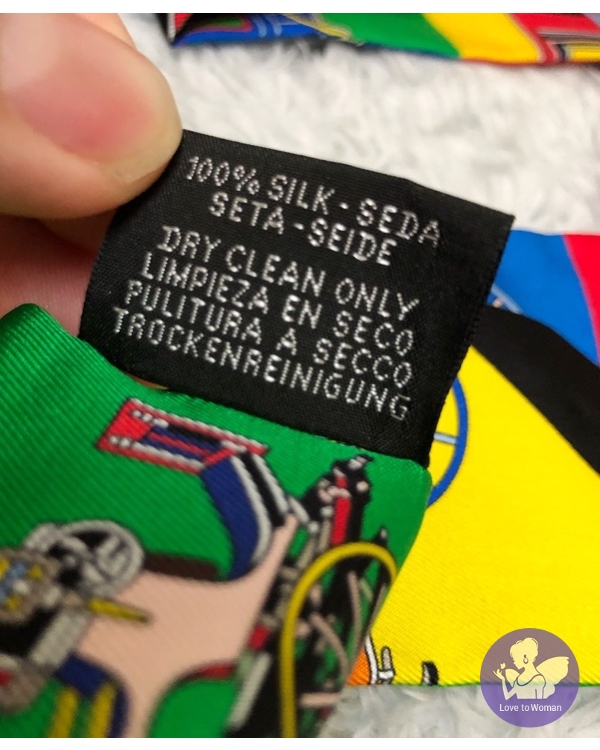 100% SILK - SEDA
SETA - SEIDE
DRY CLEAN ONLY
LIMPIEZA EN SECO
PULITURA A SECCO
TROCKENREINIGUNG
Love to Woman